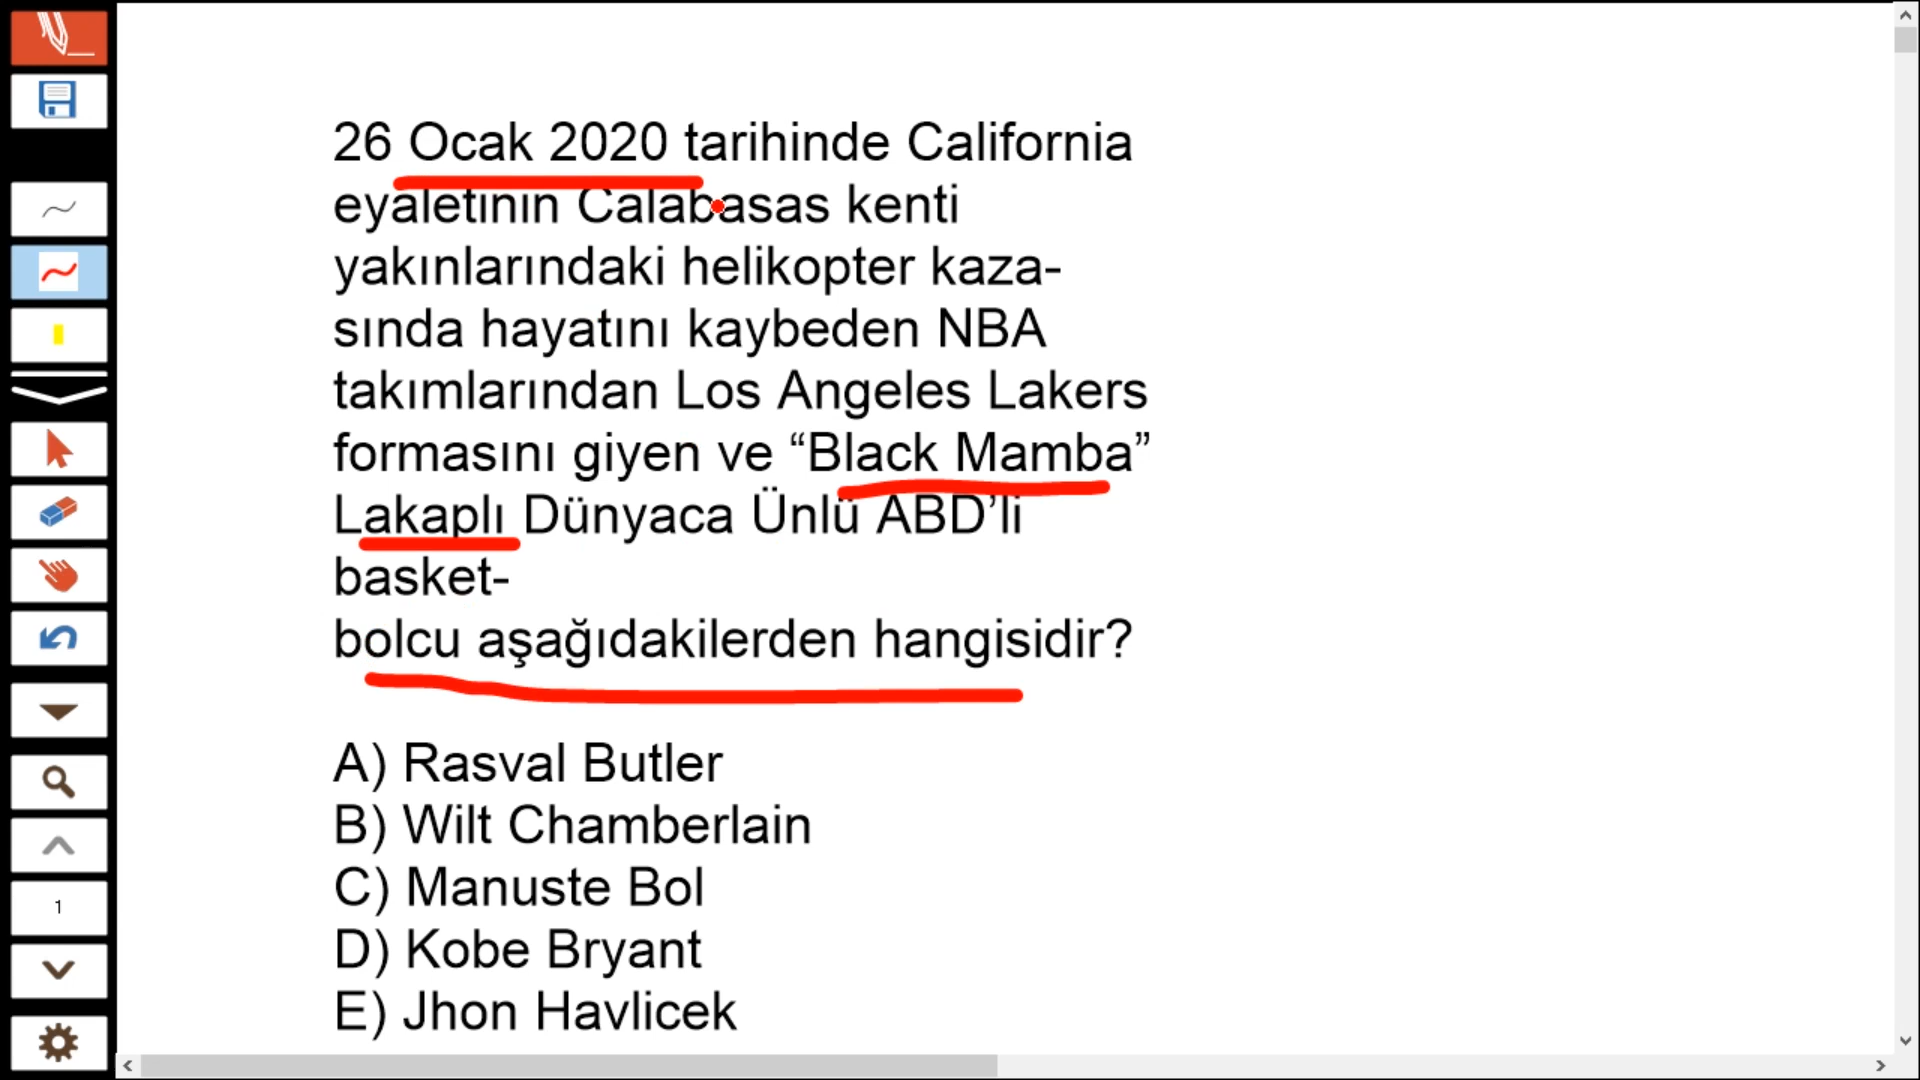 26 Ocak 2020 tarihinde California
eyaletinin Calabasas kenti
yakınlarındaki helikopter kaza-
sında hayatını kaybeden NBA
takımlarından Los Angeles Lakers
formasını giyen ve “Black Mamba”
Lakaplı Dünyaca Ünlü ABD’li
basket-
bolcu aşağıdakilerden hangisidir?
A) Rasval Butler
B) Wilt Chamberlain
C) Manuste Bol
D) Kobe Bryant
E) Jhon Havlicek
1